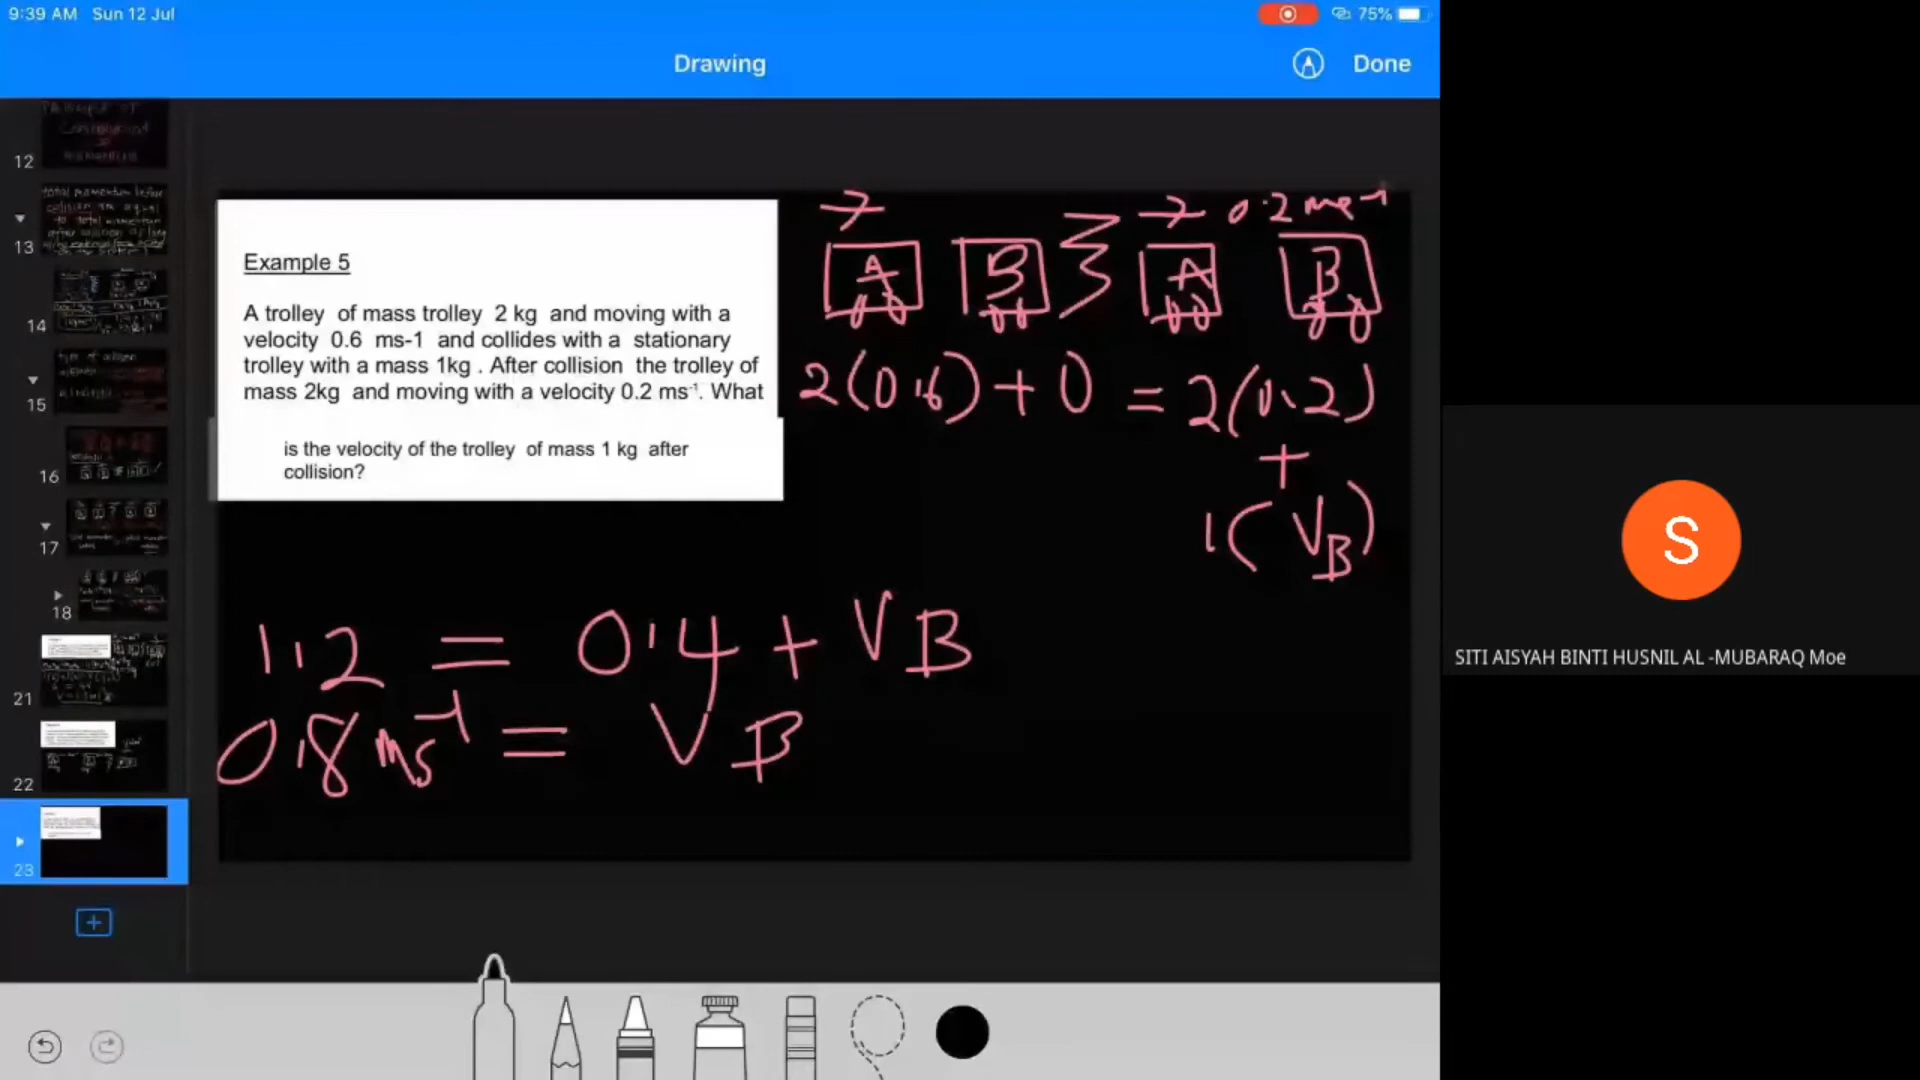 9:39 AM Sun 12 Jul
75%
Drawing
Done
12
13
14
15
16
17
18
21
22
23
total momentum before
Example 5
A trolley of mass trolley 2 kg and moving with a
velocity 0.6 ms-1 and collides with a stationary
trolley with a mass 1kg . After collision the trolley of
mass 2kg and moving with a velocity 0.2 ms⁻¹. What
is the velocity of the trolley of mass 1 kg after
collision?
0.2 ms⁻¹
A B A B
2(0.6) + 0 = 2(0.2)
+
1(VB)
1.2 = 0.4 + VB
0.8 ms⁻¹ = VB
S
SITI AISYAH BINTI HUSNIL AL -MUBARAQ Moe